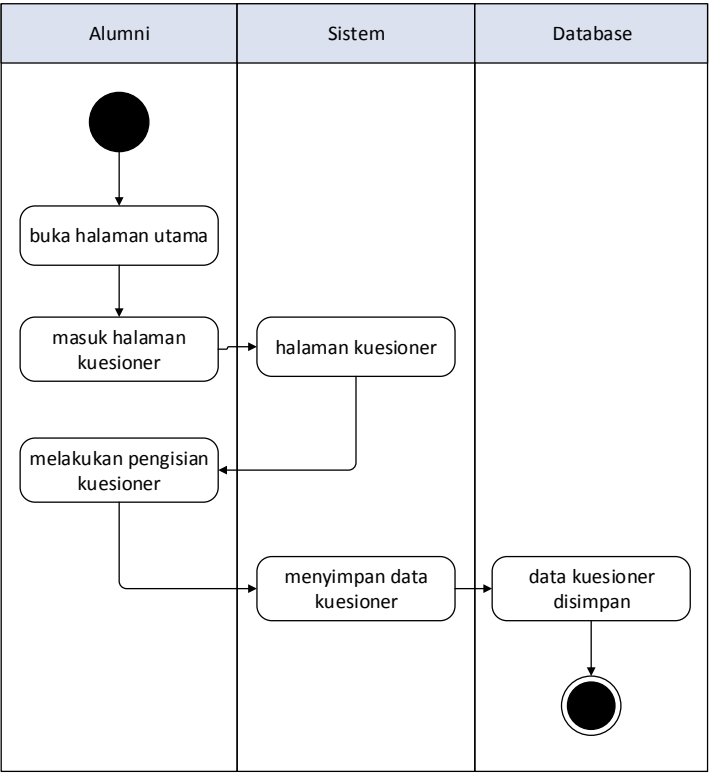 Alumni
Sistem
Database
buka halaman utama
masuk halaman
kuesioner
halaman kuesioner
melakukan pengisian
kuesioner
menyimpan data
kuesioner
data kuesioner
disimpan